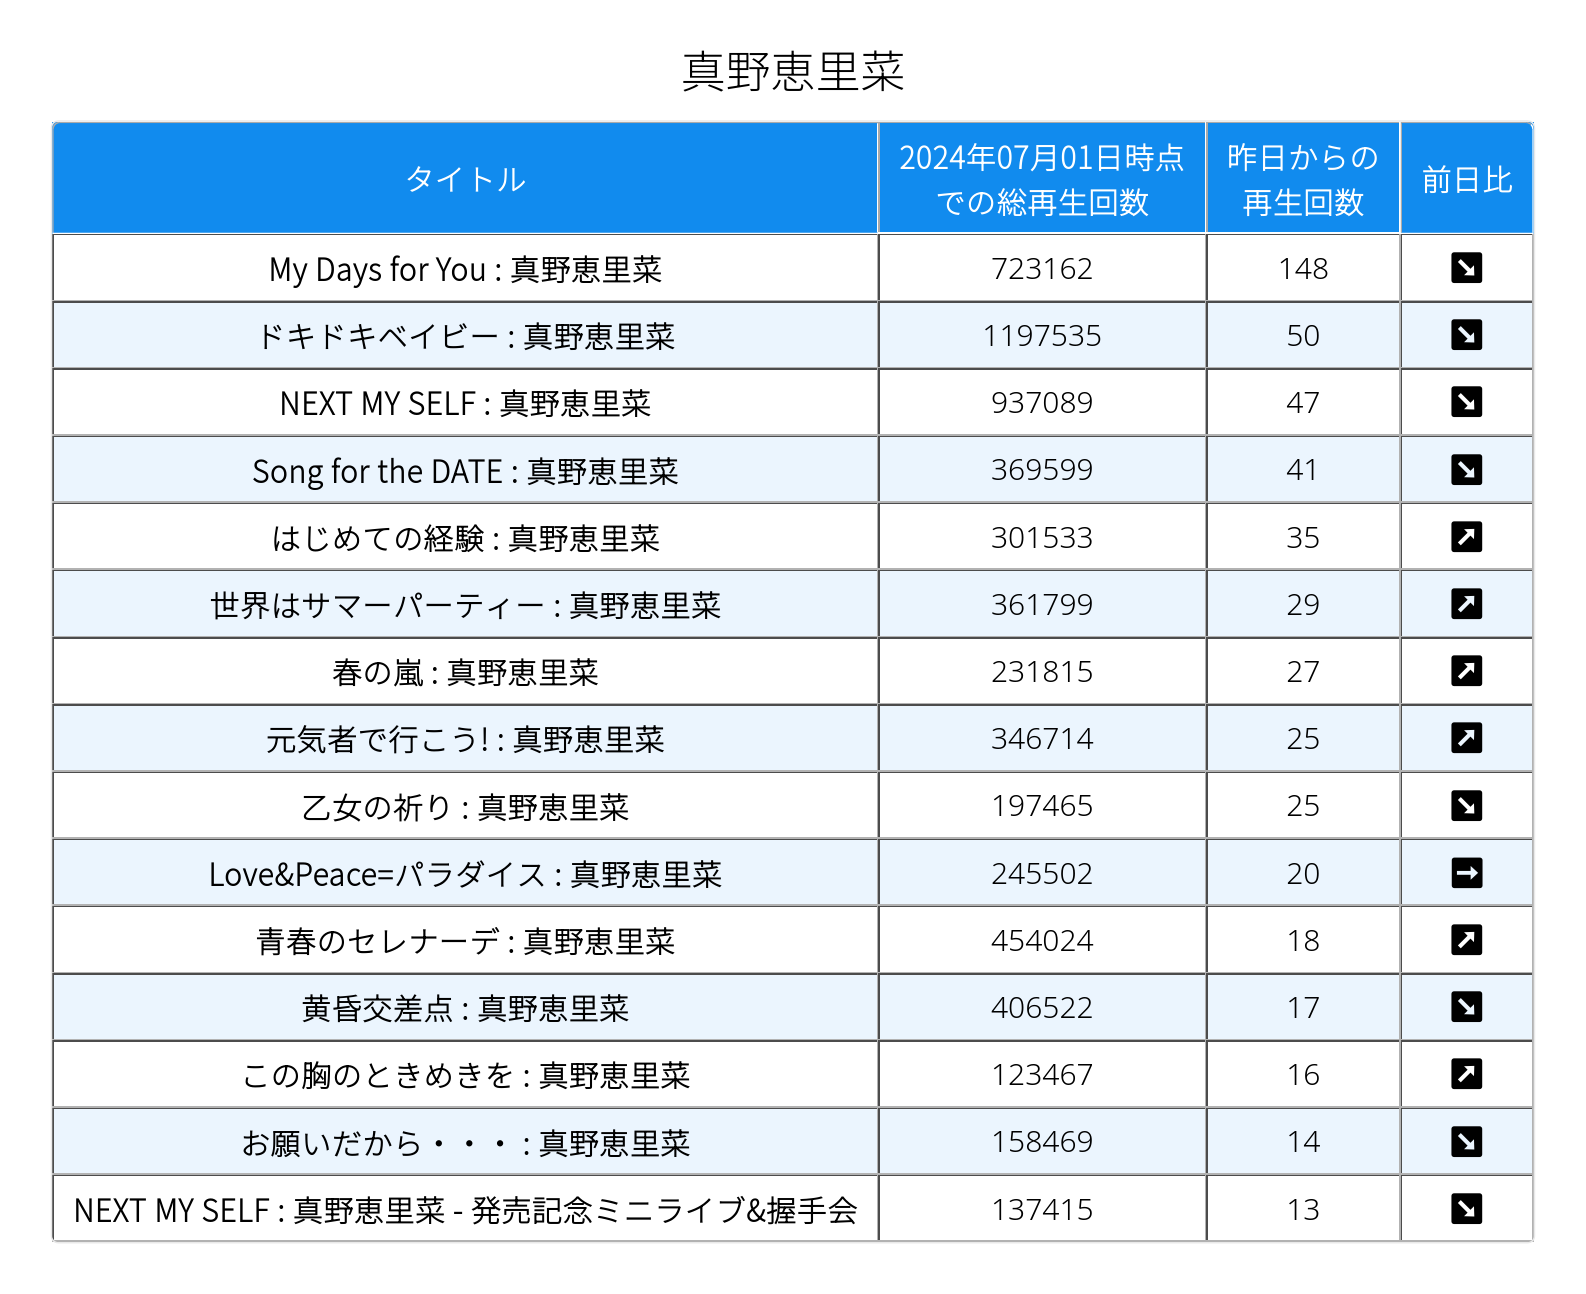 真野恵里菜
タイトル
2024年07月01日時点
での総再生回数
昨日からの
再生回数
前日比
My Days for You : 真野恵里菜 723162 148 ↘
ドキドキベイビー : 真野恵里菜 1197535 50 ↘
NEXT MY SELF : 真野恵里菜 937089 47 ↘
Song for the DATE : 真野恵里菜 369599 41 ↘
はじめての経験 : 真野恵里菜 301533 35 ↗
世界はサマーパーティー : 真野恵里菜 361799 29 ↗
春の嵐 : 真野恵里菜 231815 27 ↗
元気者で行こう! : 真野恵里菜 346714 25 ↗
乙女の祈り : 真野恵里菜 197465 25 ↘
Love&Peace=パラダイス : 真野恵里菜 245502 20 →
青春のセレナーデ : 真野恵里菜 454024 18 ↗
黄昏交差点 : 真野恵里菜 406522 17 ↘
この胸のときめきを : 真野恵里菜 123467 16 ↗
お願いだから・・・ : 真野恵里菜 158469 14 ↘
NEXT MY SELF : 真野恵里菜 - 発売記念ミニライブ&握手会 137415 13 ↘